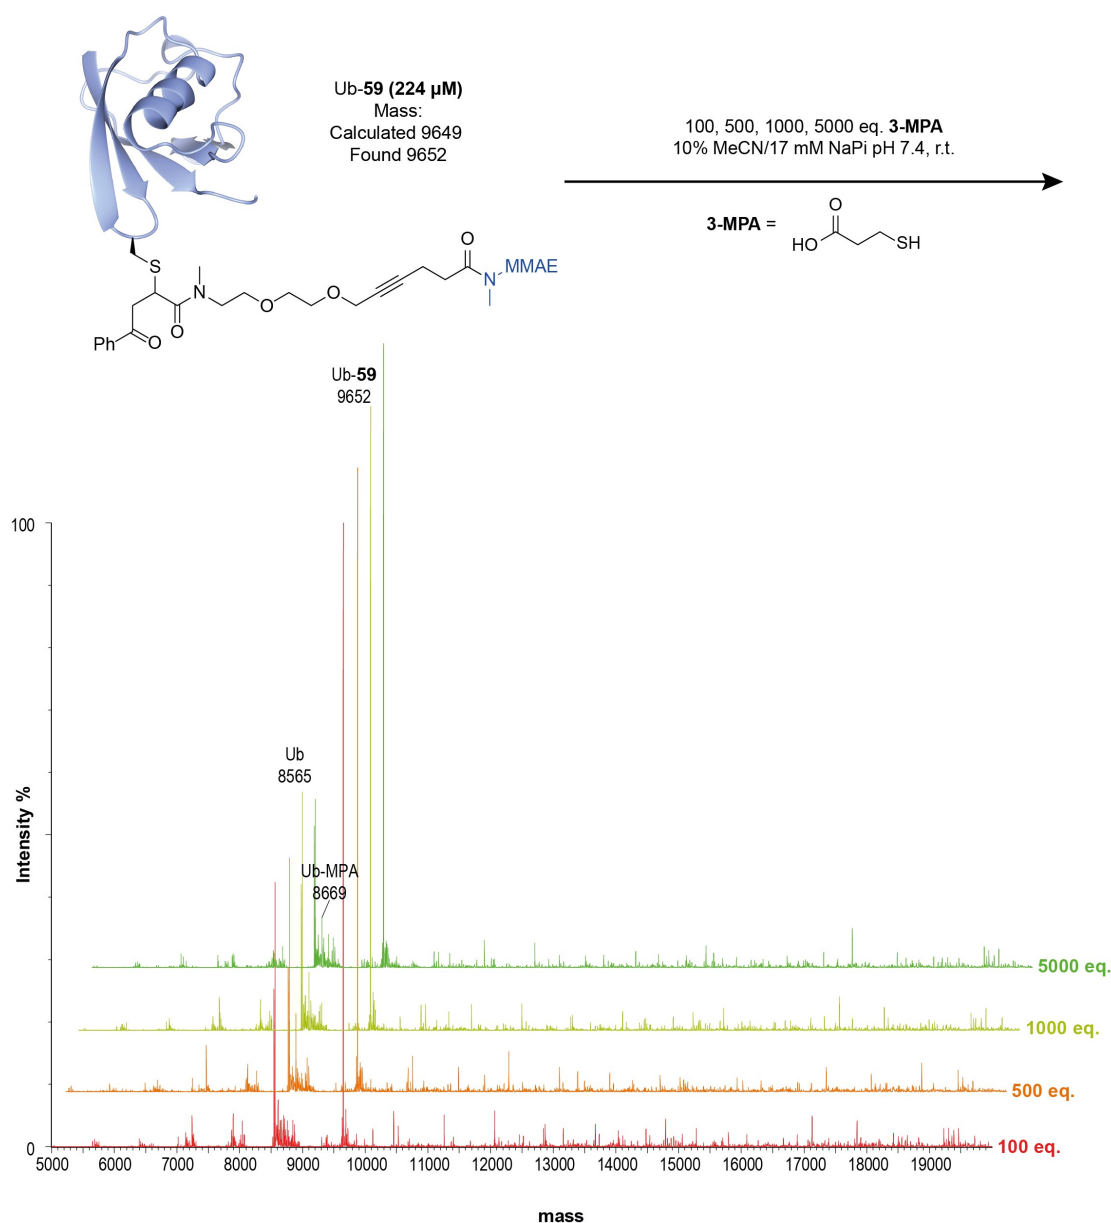 Ub-59 (224 µM)
Mass:
Calculated 9649
Found 9652
100, 500, 1000, 5000 eq. 3-MPA
10% MeCN/17 mM NaPi pH 7.4, r.t.
3-MPA =
O
HO
SH
S
O
N
MMAE
N
O
O
O
Ph
O
Ub-59
9652
100
Ub
8565
Intensity %
Ub-MPA
8669
5000 eq.
1000 eq.
500 eq.
100 eq.
0
5000 6000 7000 8000 9000 10000 11000 12000 13000 14000 15000 16000 17000 18000 19000
mass